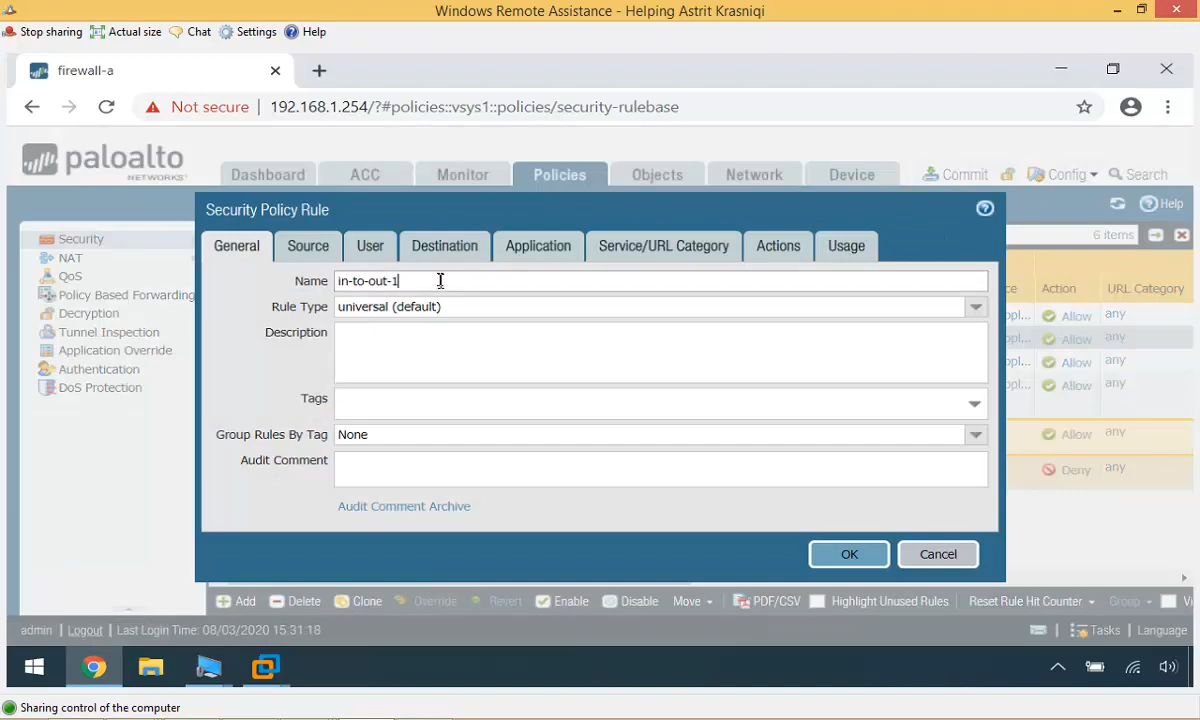 Windows Remote Assistance - Helping Astrit Krasniqi
Stop sharing Actual size Chat Settings Help
firewall-a
Not secure | 192.168.1.254/?#policies::vsys1::policies/security-rulebase
paloalto
NETWORKS
Dashboard ACC Monitor Policies Objects Network Device Commit Config Search
Help
Security Policy Rule
6 items
General Source User Destination Application Service/URL Category Actions Usage
Security
NAT
QoS
Policy Based Forwarding
Decryption
Tunnel Inspection
Application Override
Authentication
DoS Protection
Name in-to-out-1
Rule Type universal (default)
Description
Tags
Group Rules By Tag None
Audit Comment
Audit Comment Archive
OK Cancel
Action URL Category
Allow any
Allow any
Allow any
Allow any
Allow any
Deny any
Add Delete Clone Override Revert Enable Disable Move PDF/CSV Highlight Unused Rules Reset Rule Hit Counter Group
admin | Logout | Last Login Time: 08/03/2020 15:31:18
Tasks | Language
Sharing control of the computer